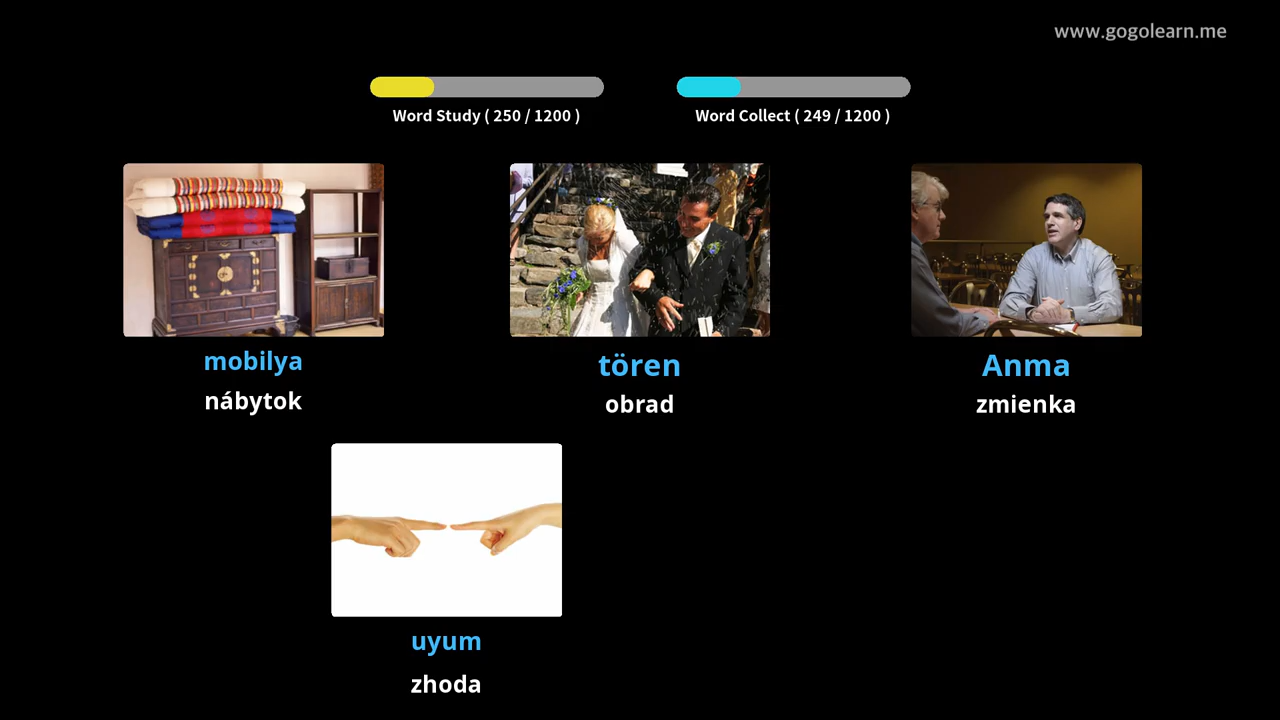 www.gogolearn.me
Word Study ( 250 / 1200 )
Word Collect ( 249 / 1200 )
mobilya
nábytok
tören
obrad
Anma
zmienka
uyum
zhoda